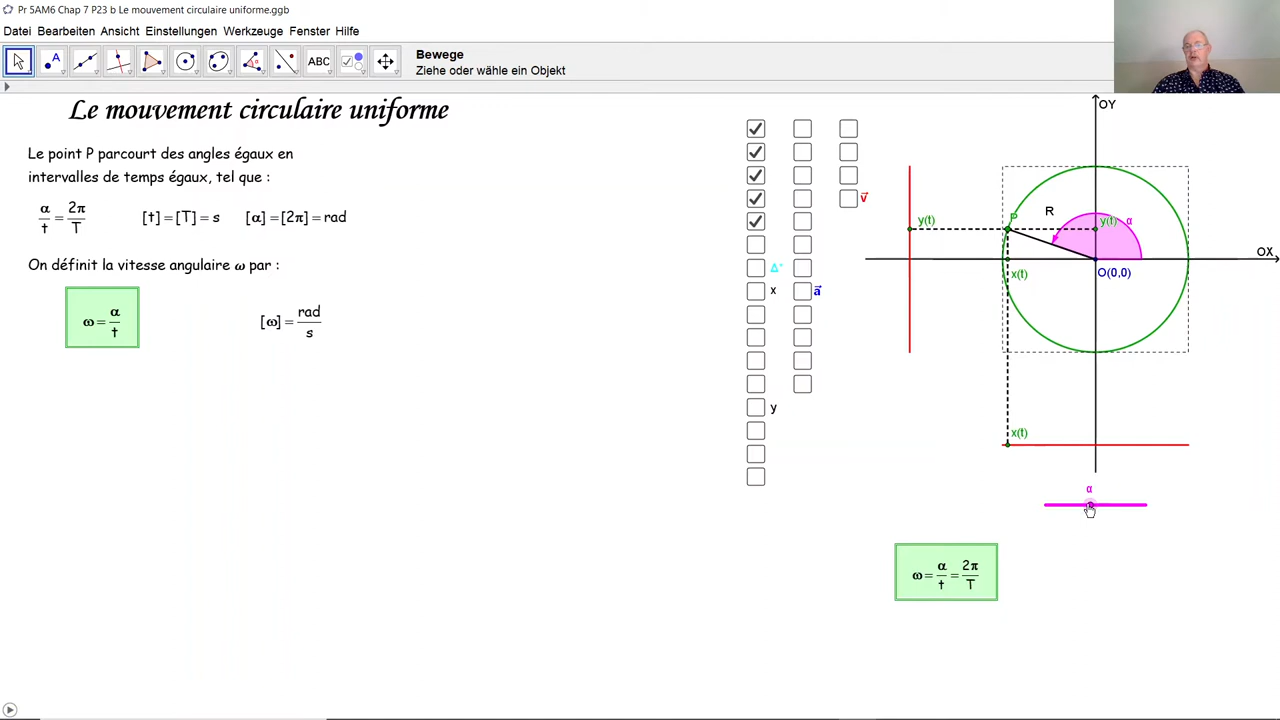 Pr 5AM6 Chap 7 P23 b Le mouvement circulaire uniforme.ggb
Datei Bearbeiten Ansicht Einstellungen Werkzeuge Fenster Hilfe
A
ABC
Bewege
Ziehe oder wähle ein Objekt
Le mouvement circulaire uniforme
Le point P parcourt des angles égaux en
intervalles de temps égaux, tel que :
α/t = 2π/T [t] = [T] = s [α] = [2π] = rad
On définit la vitesse angulaire ω par :
ω = α/t [ω] = rad/s
v⃗
x
a⃗
y
OY
R
P
y(t)
y(t)
α
OX
x(t)
O(0,0)
x(t)
α
ω = α/t = 2π/T